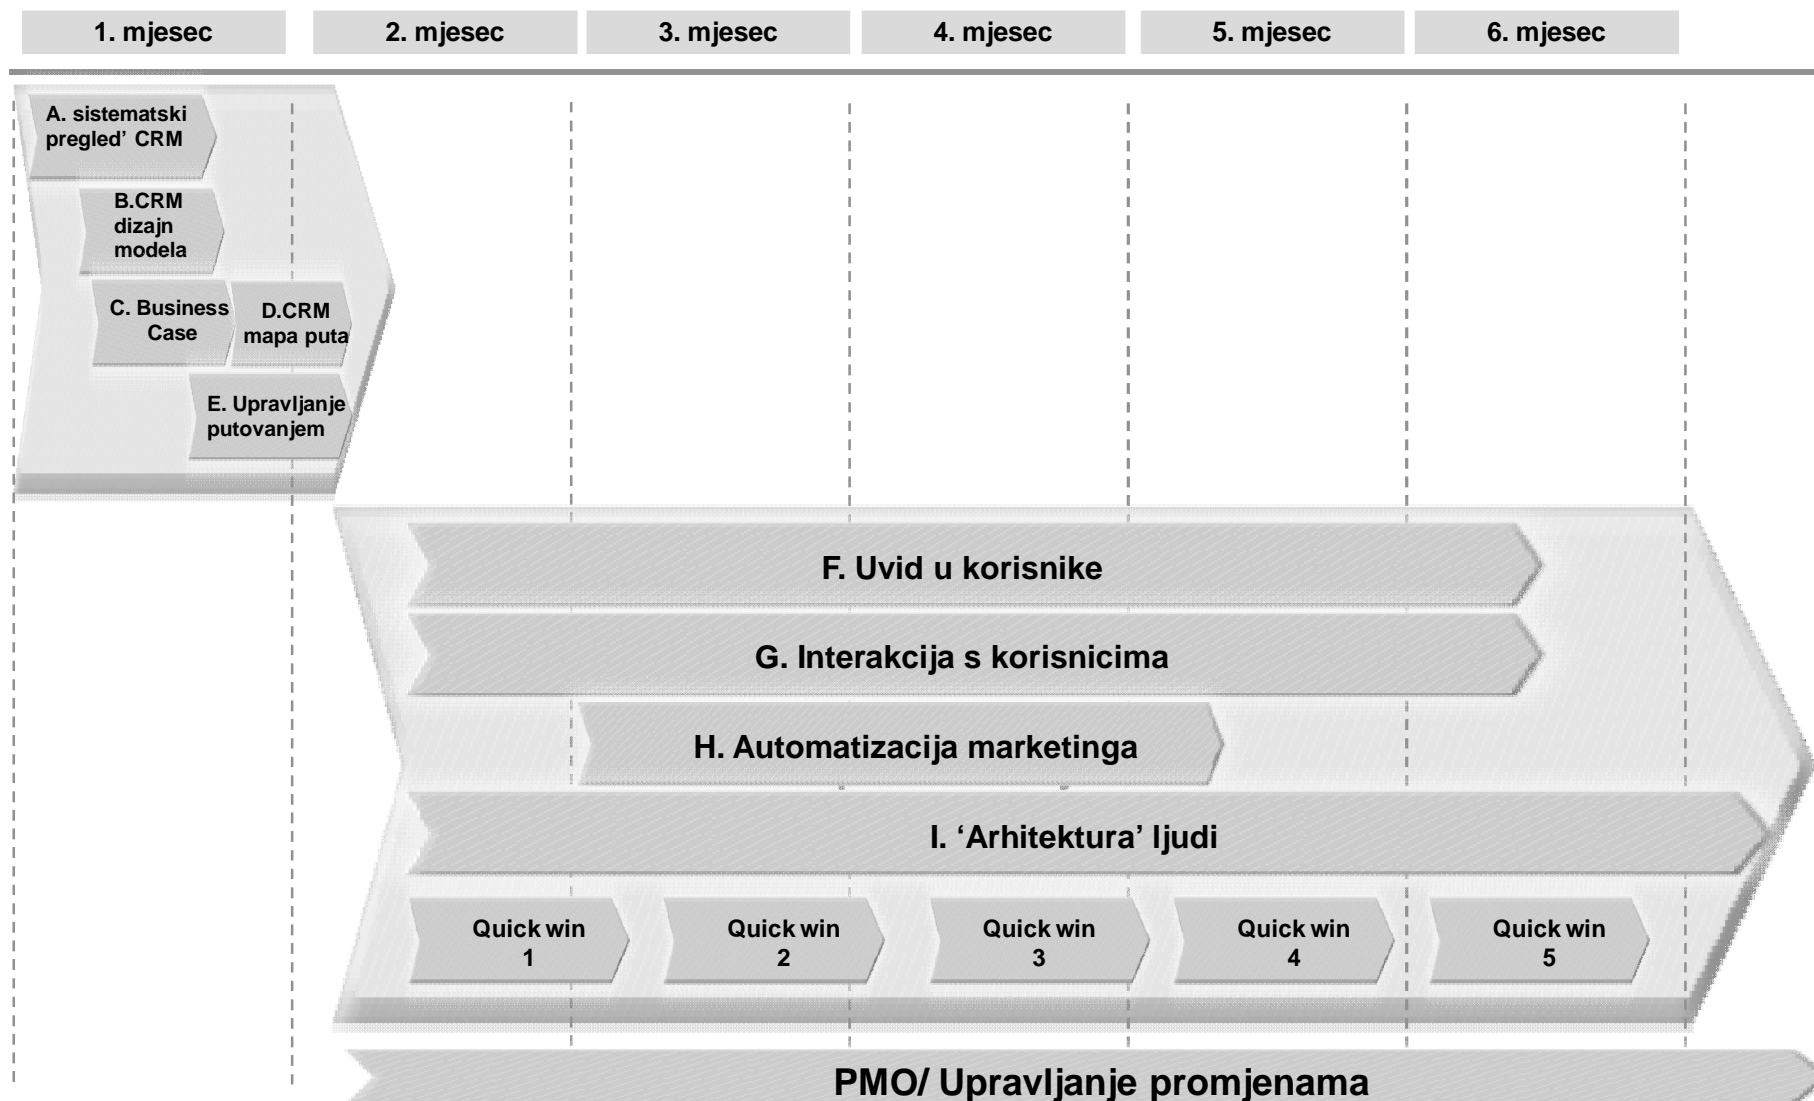 1. mjesec
2. mjesec
3. mjesec
4. mjesec
5. mjesec
6. mjesec
A. sistematski
pregled’ CRM
B.CRM
dizajn
modela
C. Business
Case
D.CRM
mapa puta
E. Upravljanje
putovanjem
F. Uvid u korisnike
G. Interakcija s korisnicima
H. Automatizacija marketinga
I. ‘Arhitektura’ ljudi
Quick win
1
Quick win
2
Quick win
3
Quick win
4
Quick win
5
PMO/ Upravljanje promjenama